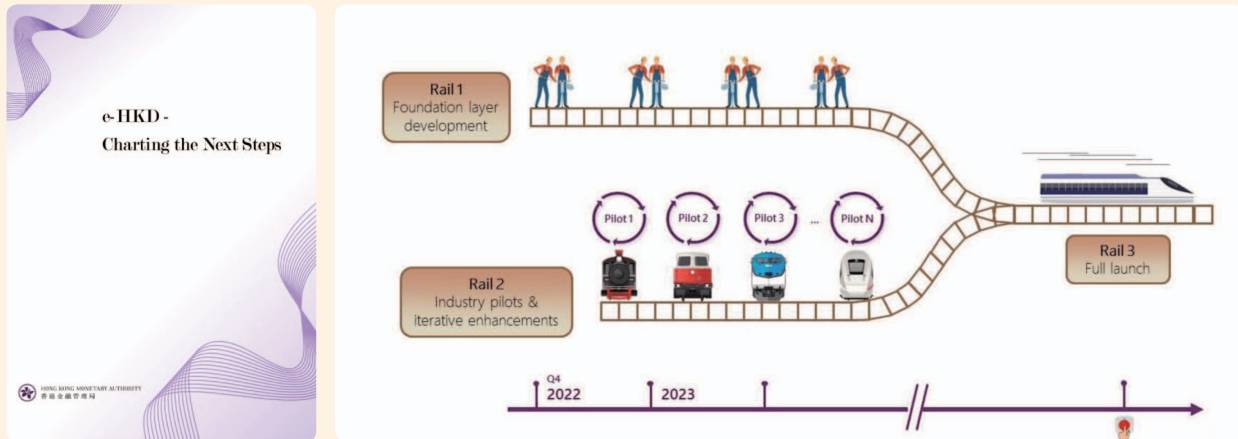 e-HKD -
Charting the Next Steps
HONG KONG MONETARY AUTHORITY
香港金融管理局
Rail 1
Foundation layer
development
Pilot 1
Pilot 2
Pilot 3
...
Pilot N
Rail 2
Industry pilots &
iterative enhancements
Rail 3
Full launch
Q4
2022
2023